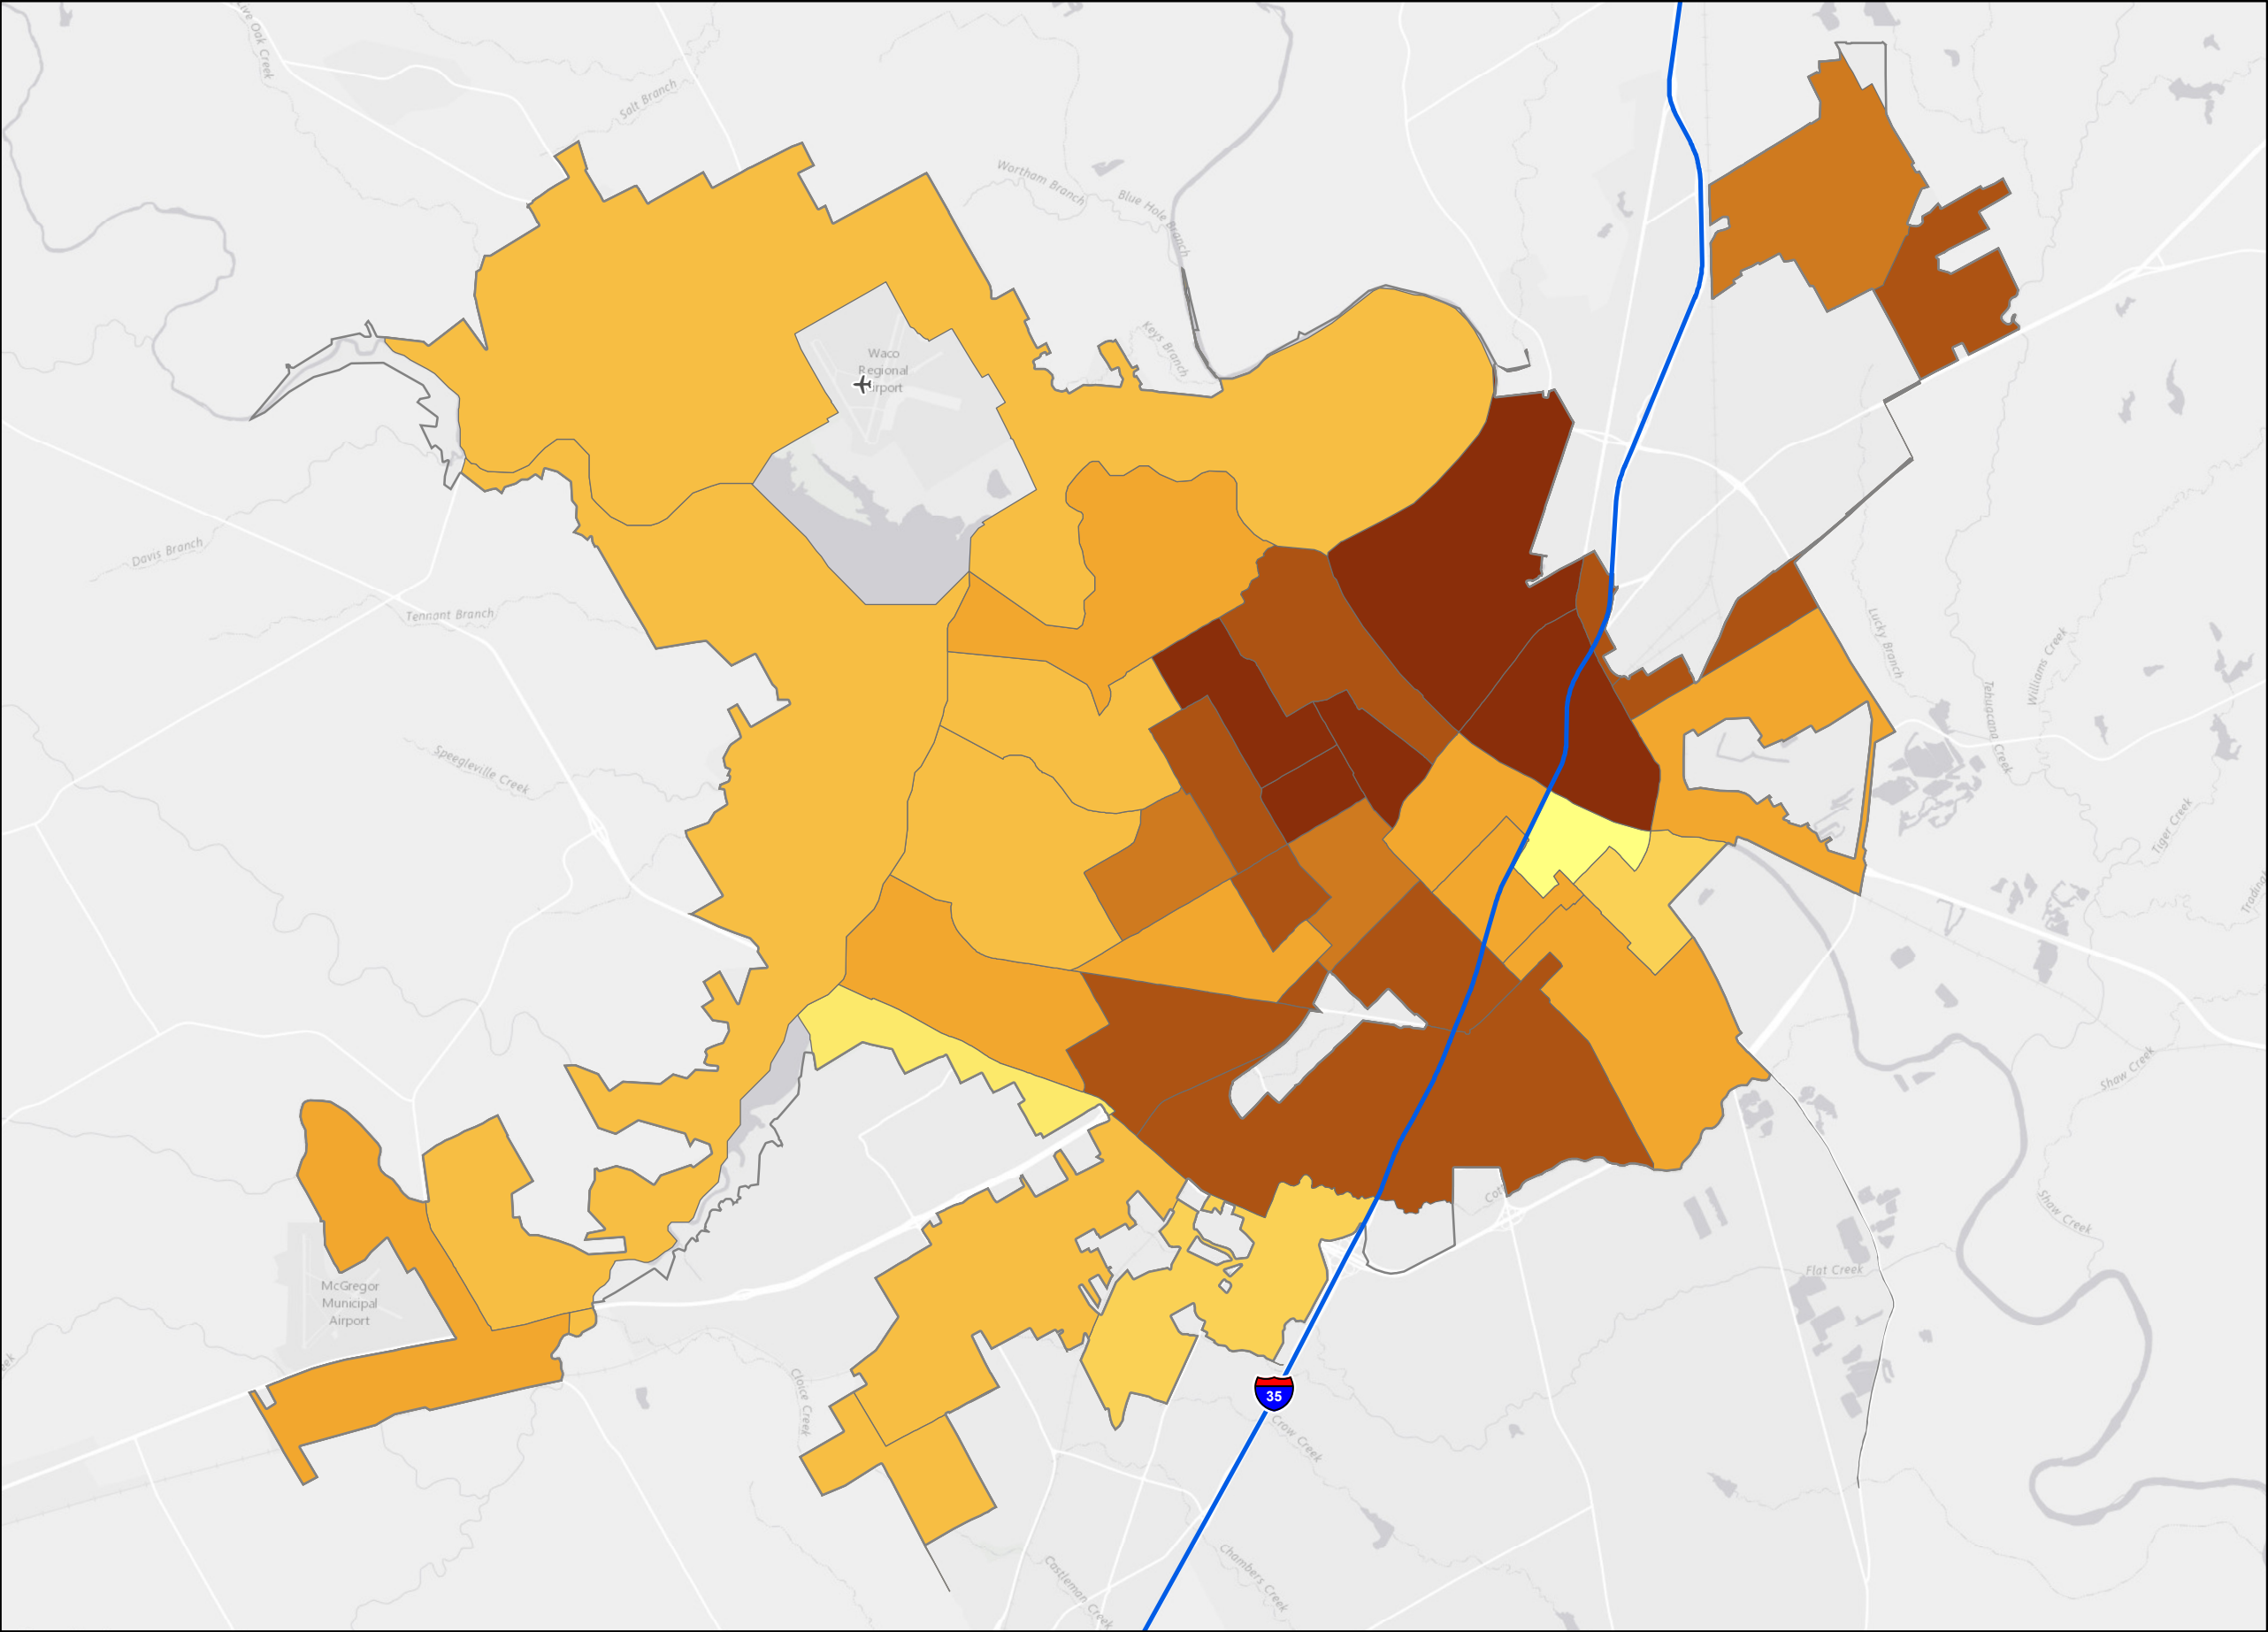 Live Oak Creek
Salt Branch
Wortham Branch
Blue Hole Branch
Keys Branch
Waco
Regional
Airport
Davis Branch
Tennant Branch
Speegleville Creek
Lucky Branch
Williams Creek
Tehuacana Creek
Tiger Creek
Shaw Creek
Shaw Creek
Flat Creek
McGregor
Municipal
Airport
Cloice Creek
35
Crow Creek
Chambers Creek
Castleman Creek